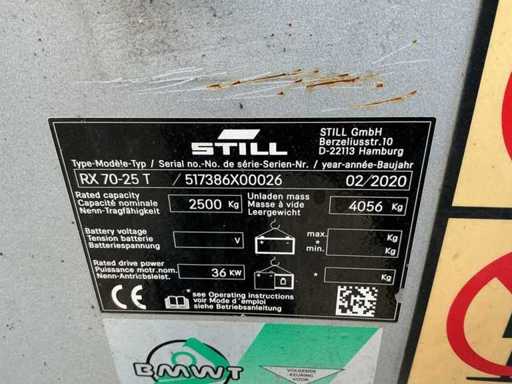 STILL
STILL GmbH
Berzeliusstr.10
D-22113 Hamburg
Type-Modèle-Typ / Serial no.-No. de série-Serien-Nr. / year-année-Baujahr
RX 70-25 T / 517386X00026 02/2020
Rated capacity
Capacité nominale
Nenn-Tragfähigkeit
2500 Kg
Unladen mass
Masse à vide
Leergewicht
4056 Kg
Battery voltage
Tension batterie
Batteriespannung
V
max. Kg
* *
min. Kg
Rated drive power
Puissance motr.nom.
Nenn-Antriebsleist.
36 KW
* Kg
CE
*see Operating instructions
voir Mode d'emploi
siehe Betriebsanleitung
BMWT
VOLGENDE
KEURING
VOOR